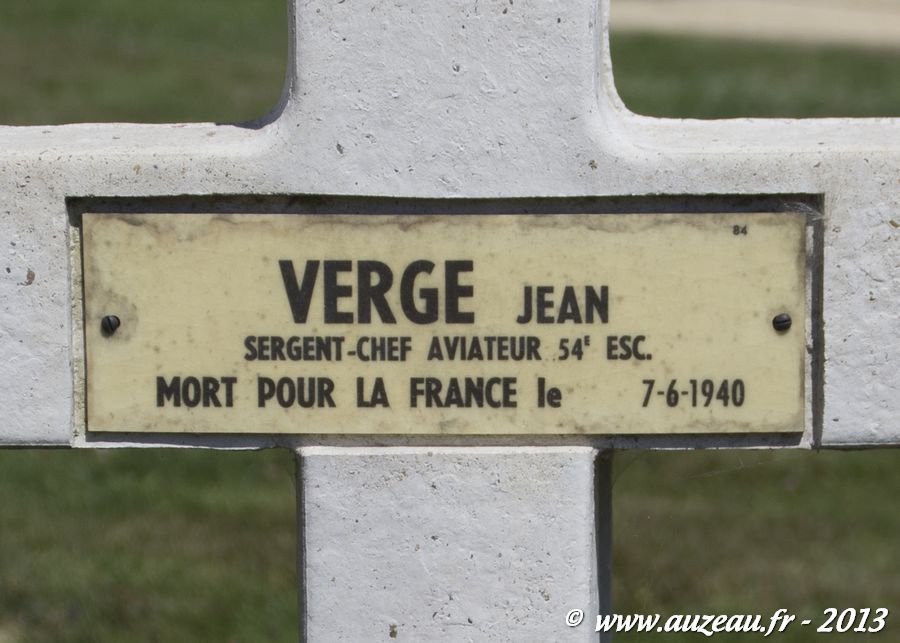 84
VERGE JEAN
SERGENT-CHEF AVIATEUR 54E ESC.
MORT POUR LA FRANCE le 7-6-1940
© www.auzeau.fr - 2013